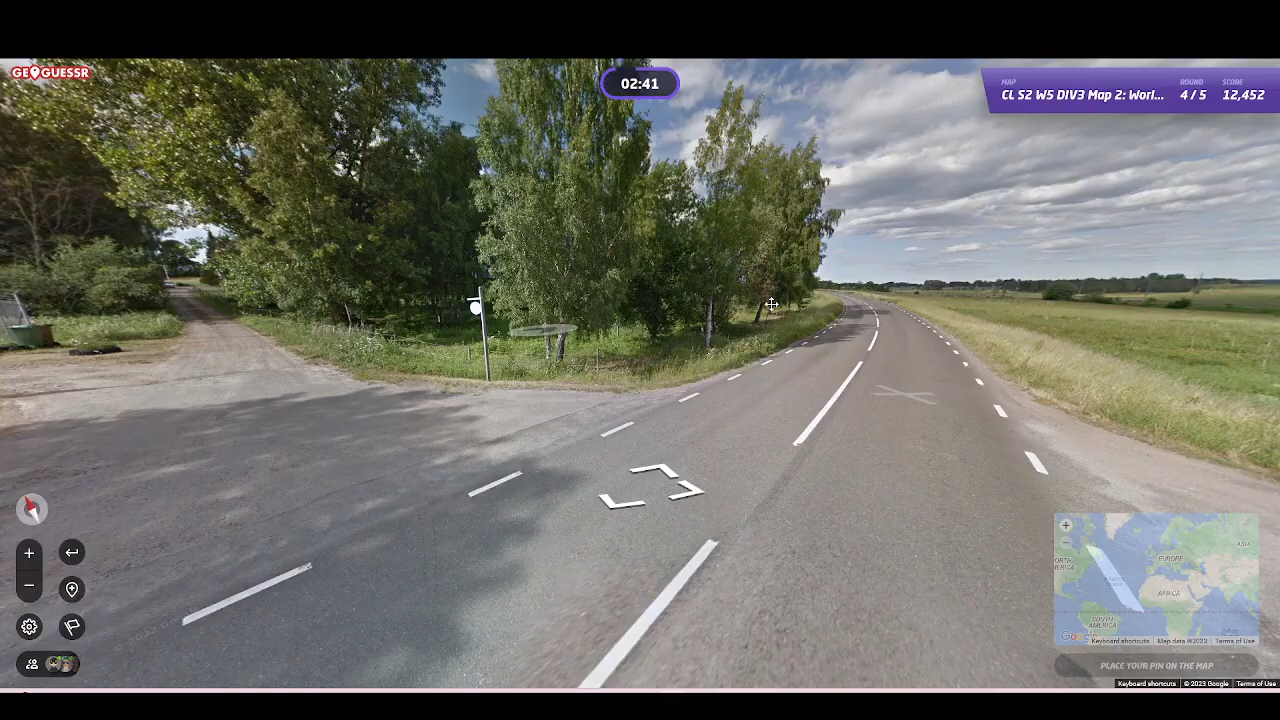 GEOGUESSR
02:41
MAP
CL S2 W5 DIV3 Map 2: Worl...
ROUND
4 / 5
SCORE
12,452
ASIA
EUROPE
AFRICA
SOUTH
AMERICA
Google
Keyboard shortcuts
Map data ©2023
Terms of Use
PLACE YOUR PIN ON THE MAP
Keyboard shortcuts
© 2023 Google
Terms of Use